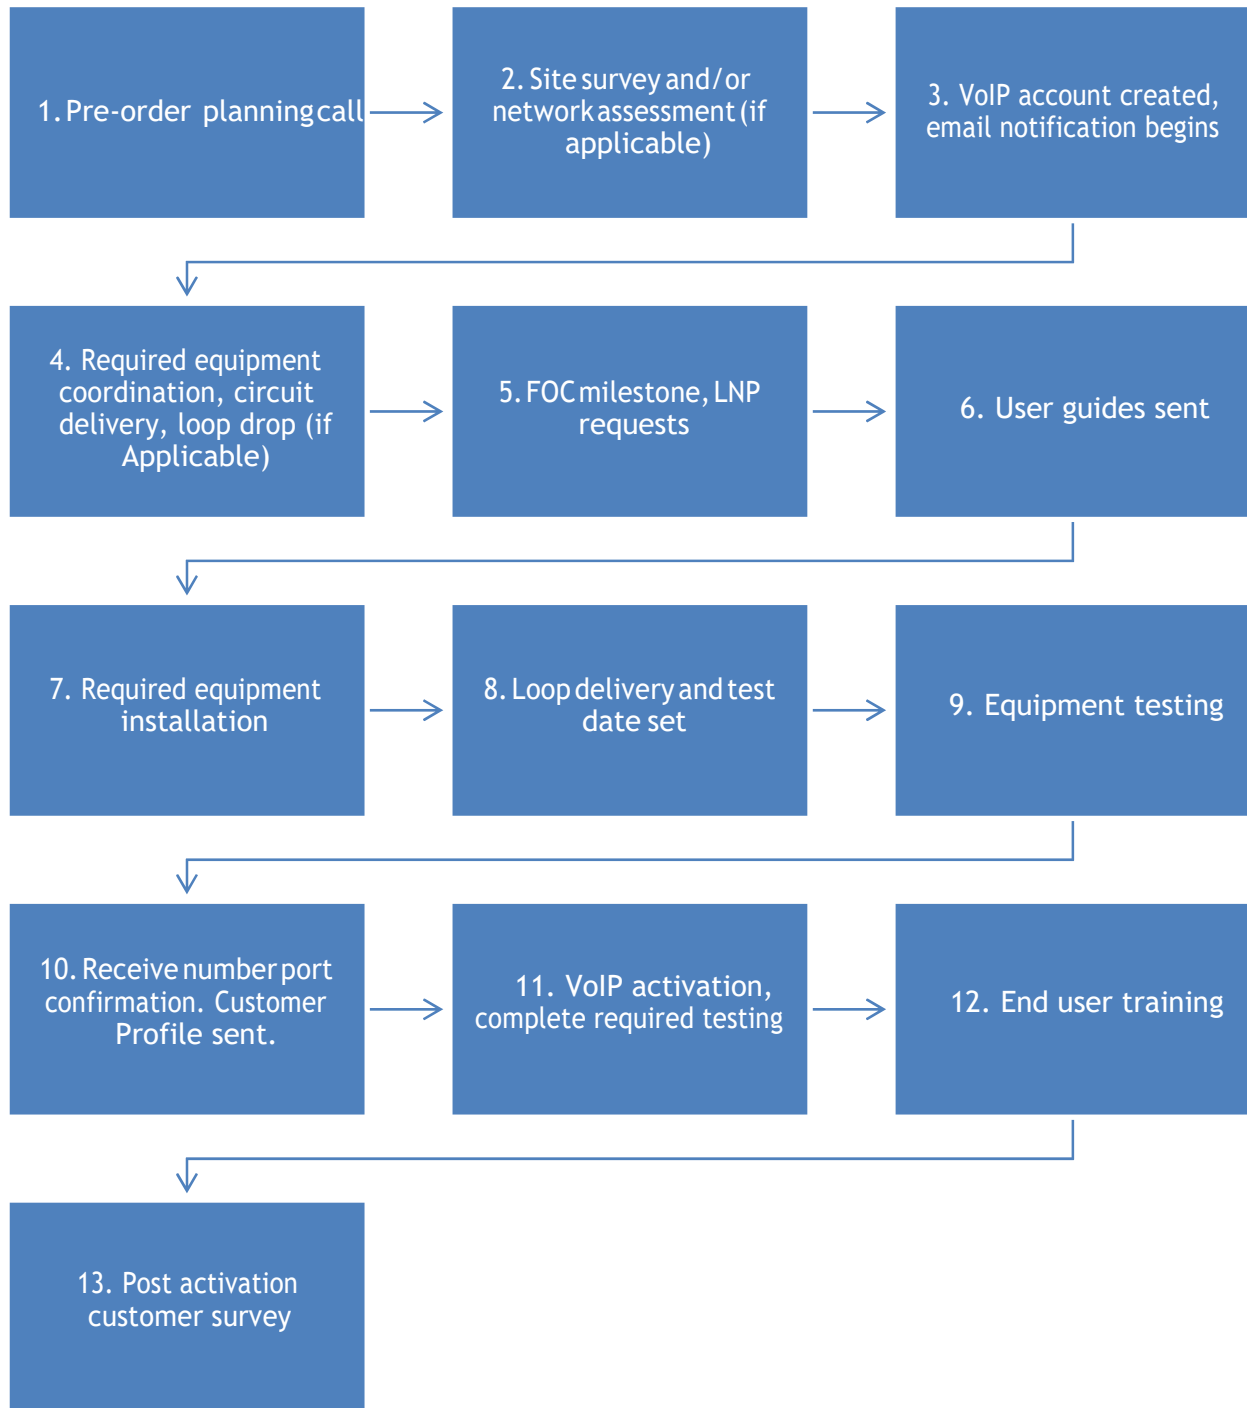 1. Pre-order planning call
2. Site survey and/or
network assessment (if
applicable)
3. VoIP account created,
email notification begins
4. Required equipment
coordination, circuit
delivery, loop drop (if
Applicable)
5. FOC milestone, LNP
requests
6. User guides sent
7. Required equipment
installation
8. Loop delivery and test
date set
9. Equipment testing
10. Receive number port
confirmation. Customer
Profile sent.
11. VoIP activation,
complete required testing
12. End user training
13. Post activation
customer survey